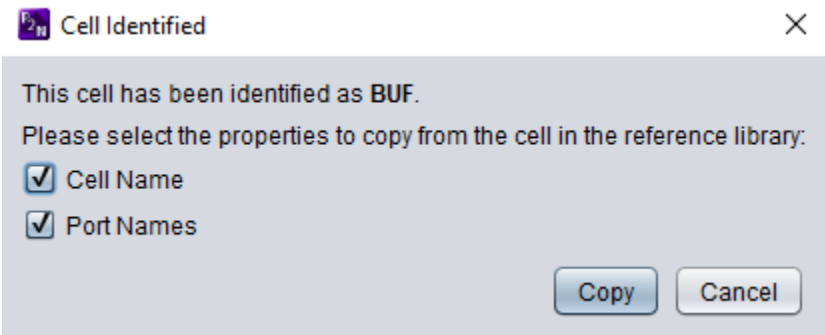 P2N Cell Identified
This cell has been identified as BUF.
Please select the properties to copy from the cell in the reference library:
Cell Name
Port Names
Copy Cancel